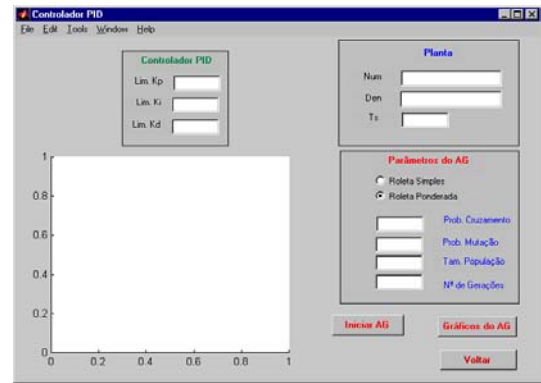 Controlador PID
File Edit Tools Window Help
Controlador PID
Lim. Kp
Lim. Ki
Lim. Kd
Planta
Num
Den
Ts
Parâmetros do AG
Roleta Simples
Roleta Ponderada
Prob. Cruzamento
Prob. Mutação
Tam. População
Nº de Gerações
1
0.8
0.6
0.4
0.2
0
0 0.2 0.4 0.6 0.8 1
Iniciar AG
Gráficos do AG
Voltar